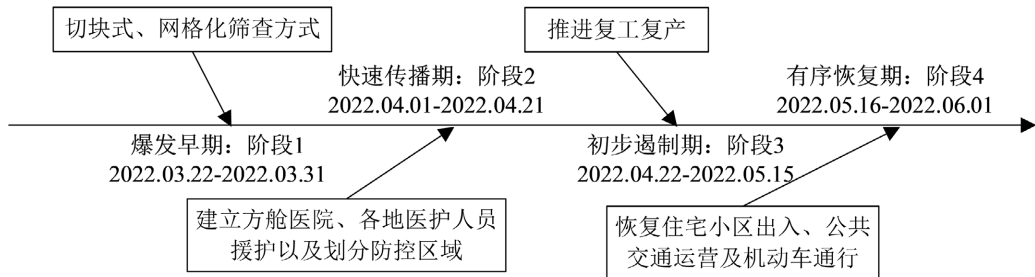 切块式、网格化筛查方式
推进复工复产
快速传播期：阶段2
2022.04.01-2022.04.21
有序恢复期：阶段4
2022.05.16-2022.06.01
爆发早期：阶段1
2022.03.22-2022.03.31
初步遏制期：阶段3
2022.04.22-2022.05.15
建立方舱医院、各地医护人员
援护以及划分防控区域
恢复住宅小区出入、公共
交通运营及机动车通行